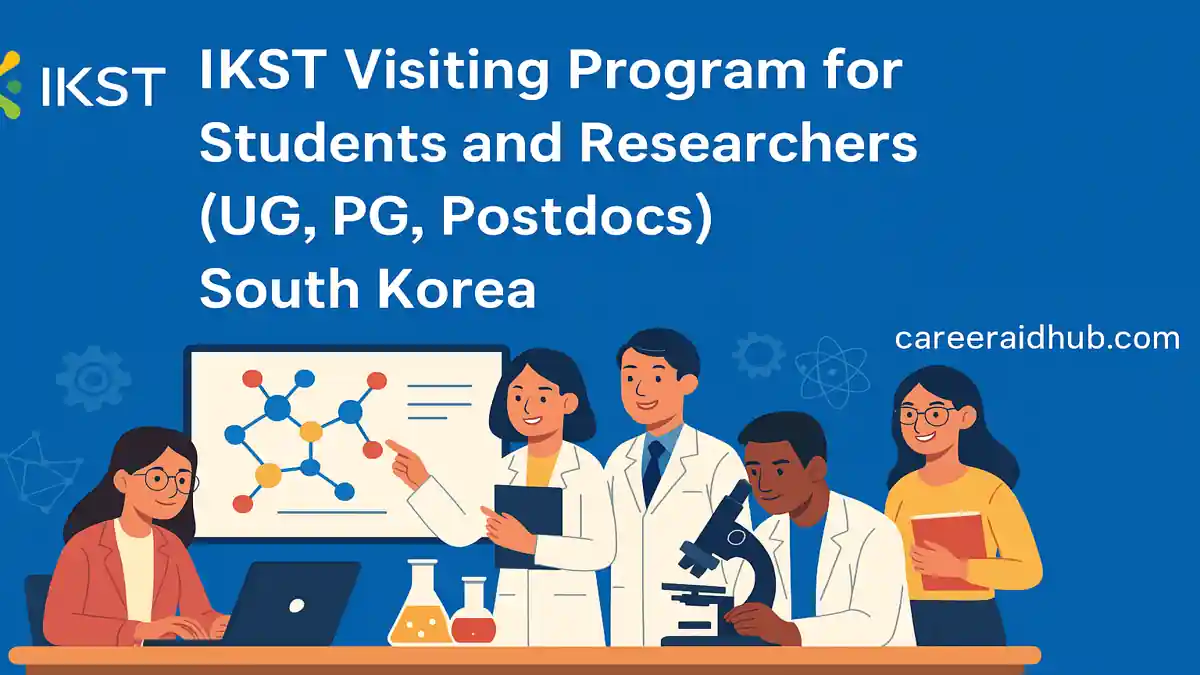 IKST
IKST Visiting Program for
Students and Researchers
(UG, PG, Postdocs)
South Korea
careeraidhub.com